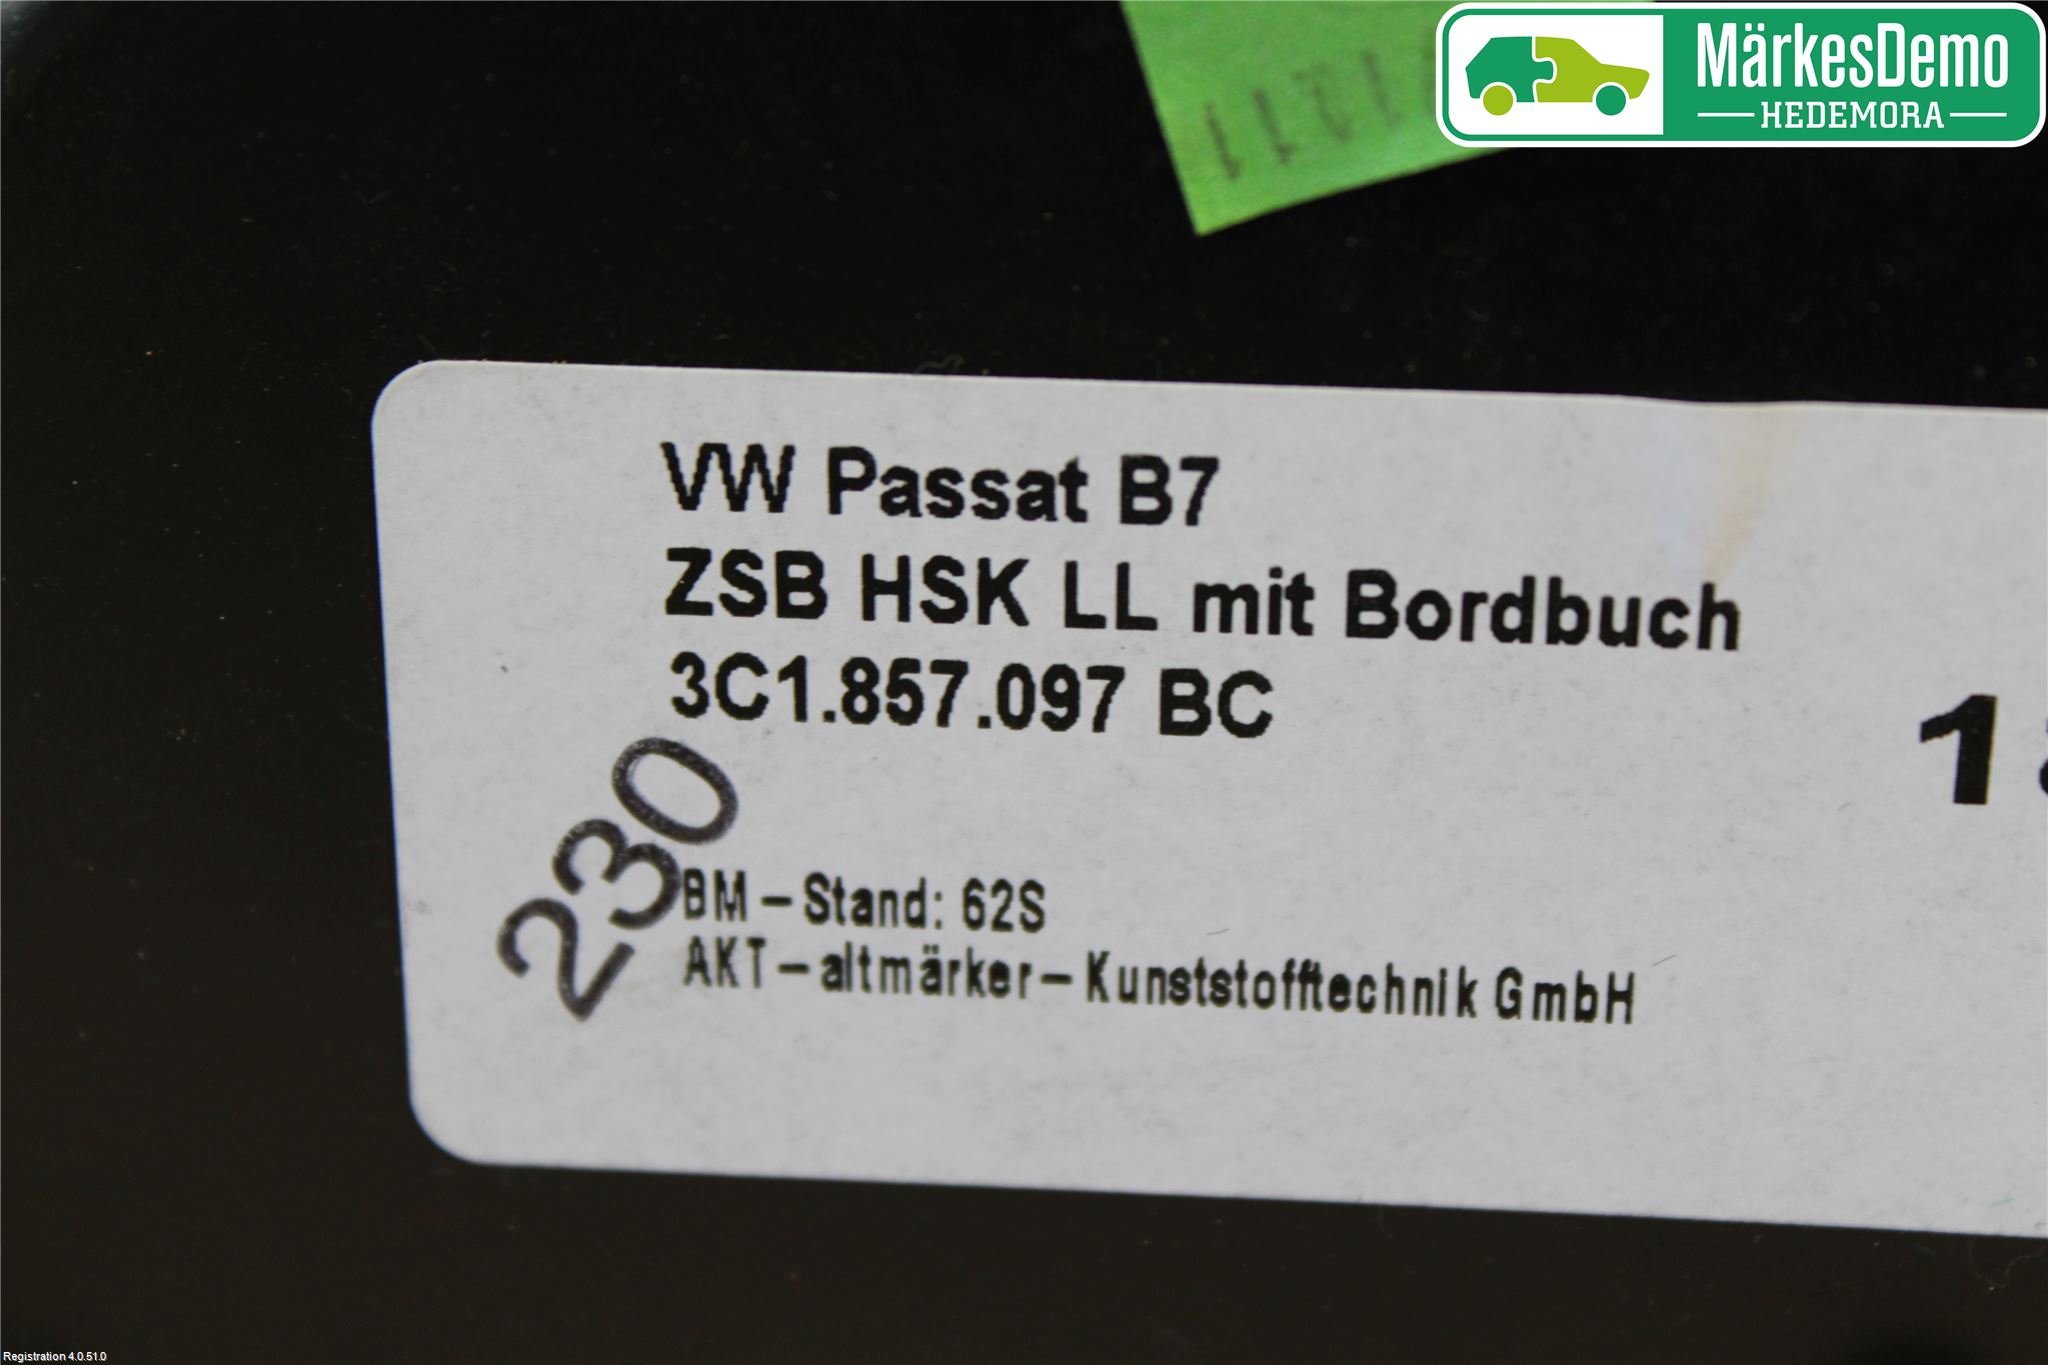 MärkesDemo
HEDEMORA
1211
VW Passat B7
ZSB HSK LL mit Bordbuch
3C1.857.097 BC
230
BM-Stand: 62S
AKT-altmärker-Kunststofftechnik GmbH
Registration 4.0.51.0